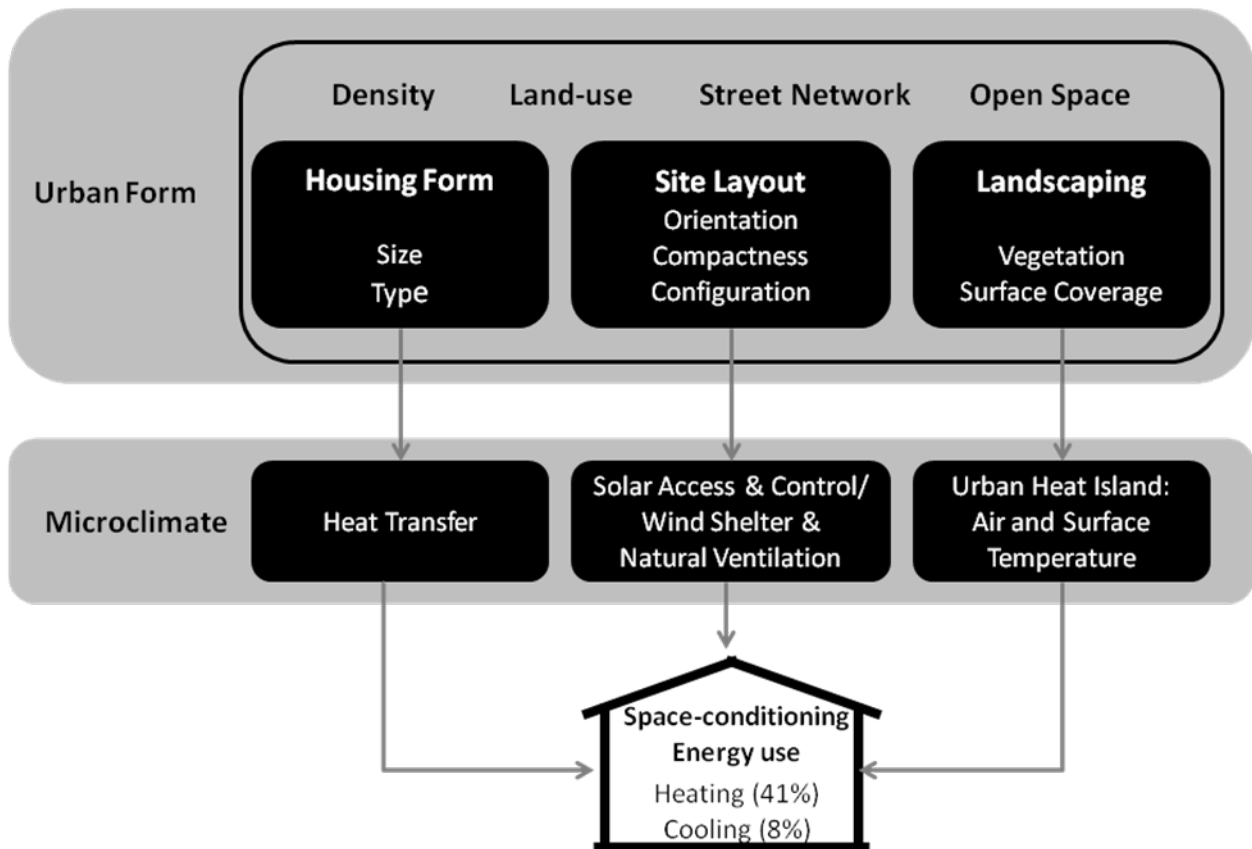 Density Land-use Street Network Open Space
Urban Form
Housing Form
Size
Type
Site Layout
Orientation
Compactness
Configuration
Landscaping
Vegetation
Surface Coverage
Microclimate
Heat Transfer
Solar Access & Control/
Wind Shelter &
Natural Ventilation
Urban Heat Island:
Air and Surface
Temperature
Space-conditioning
Energy use
Heating (41%)
Cooling (8%)